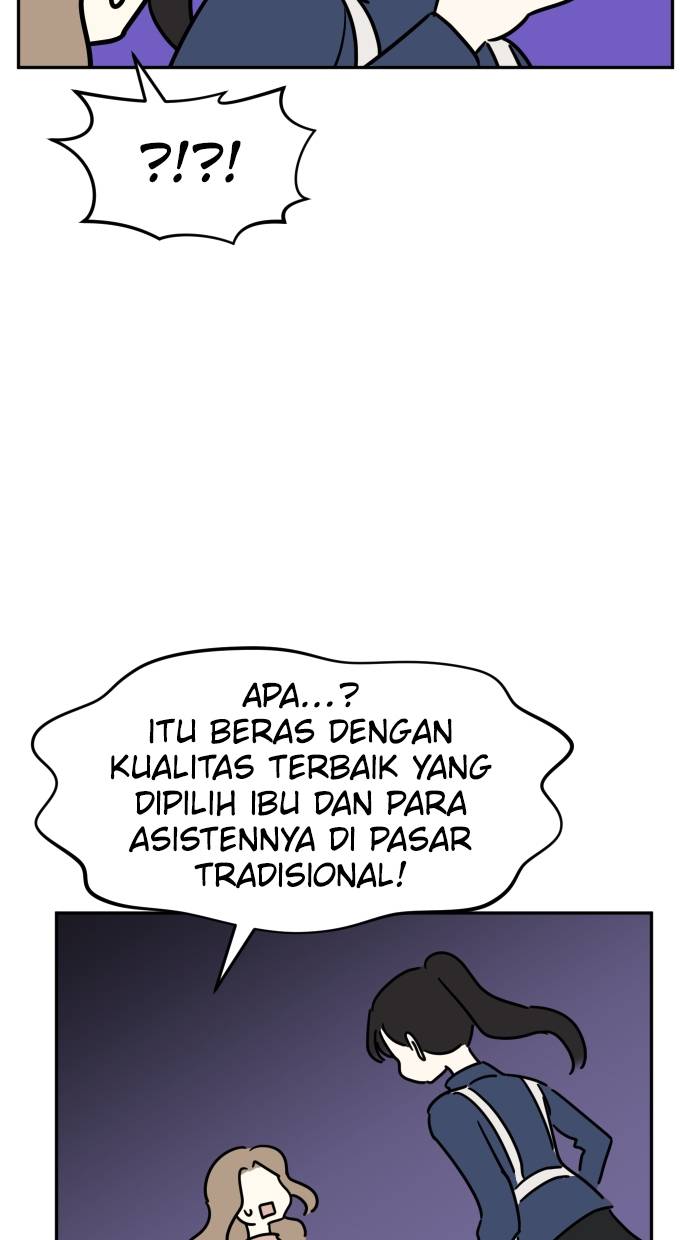 ?!?!
APA...?
ITU BERAS DENGAN
KUALITAS TERBAIK YANG
DIPILIH IBU DAN PARA
ASISTENNYA DI PASAR
TRADISIONAL!